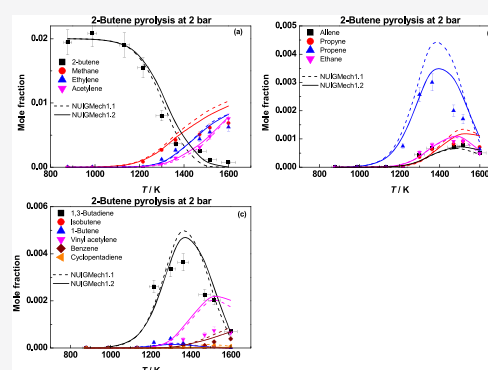 2-Butene pyrolysis at 2 bar
(a)
0.02
0.01
0.00
Mole fraction
2-butene
Methane
Ethylene
Acetylene
NUIGMech1.1
NUIGMech1.2
800 1000 1200 1400 1600
T / K
2-Butene pyrolysis at 2 bar
0.005
0.004
0.003
0.002
0.001
0.000
Mole fraction
Allene
Propyne
Propene
Ethane
NUIGMech1.1
NUIGMech1.2
800 1000 1200 1400 1600
T / K
2-Butene pyrolysis at 2 bar
(c)
0.006
0.004
0.002
0.000
Mole fraction
1,3-Butadiene
Isobutene
1-Butene
Vinyl acetylene
Benzene
Cyclopentadiene
NUIGMech1.1
NUIGMech1.2
800 1000 1200 1400 1600
T / K